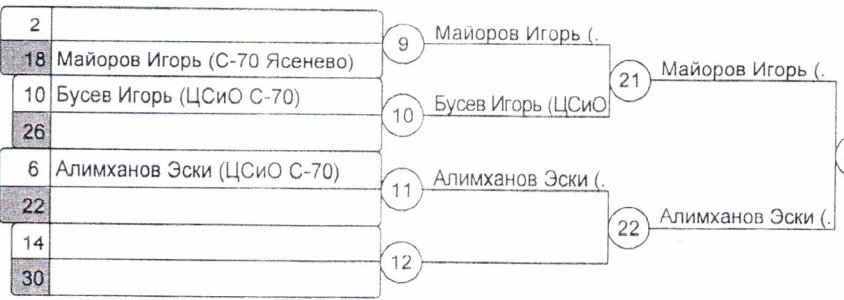 2
18 Майоров Игорь (С-70 Ясенево)
9
Майоров Игорь (.
10 Бусев Игорь (ЦСиО С-70)
26
10
Бусев Игорь (ЦСиО
21
Майоров Игорь (.
6 Алимханов Эски (ЦСиО С-70)
22
11
Алимханов Эски (.
14
30
12
22
Алимханов Эски (.